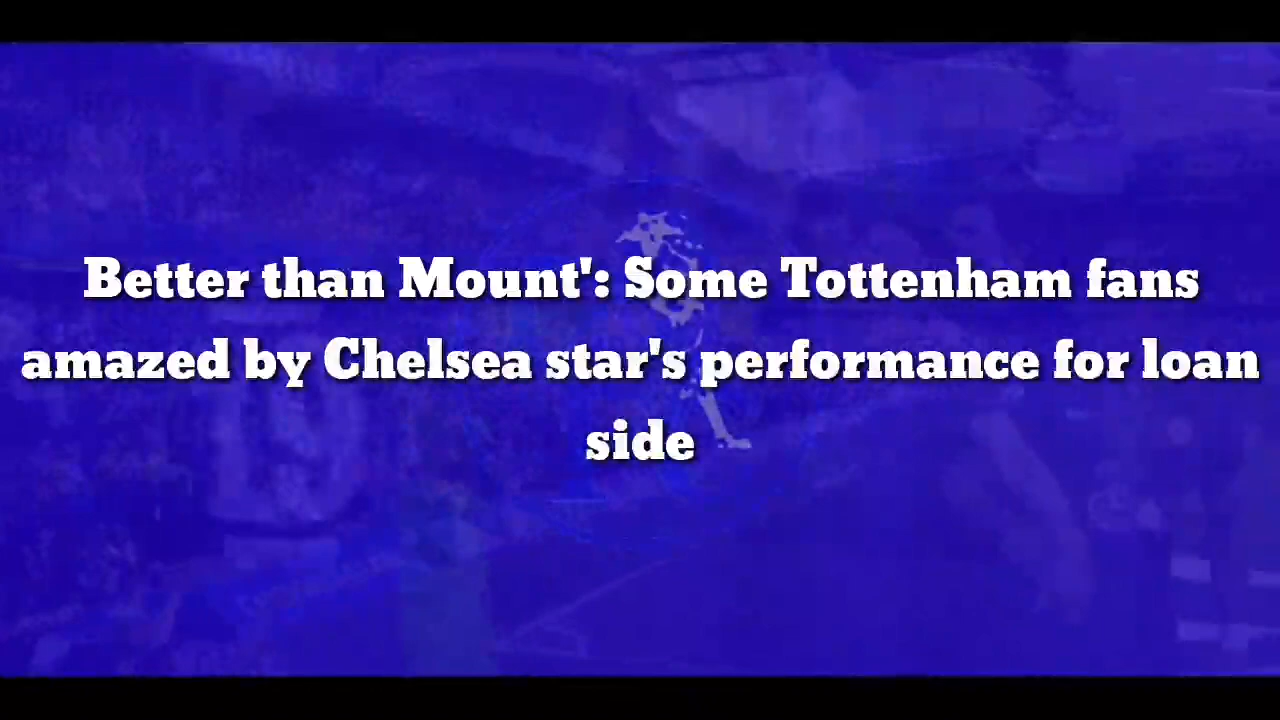 Better than Mount': Some Tottenham fans
amazed by Chelsea star's performance for loan
side